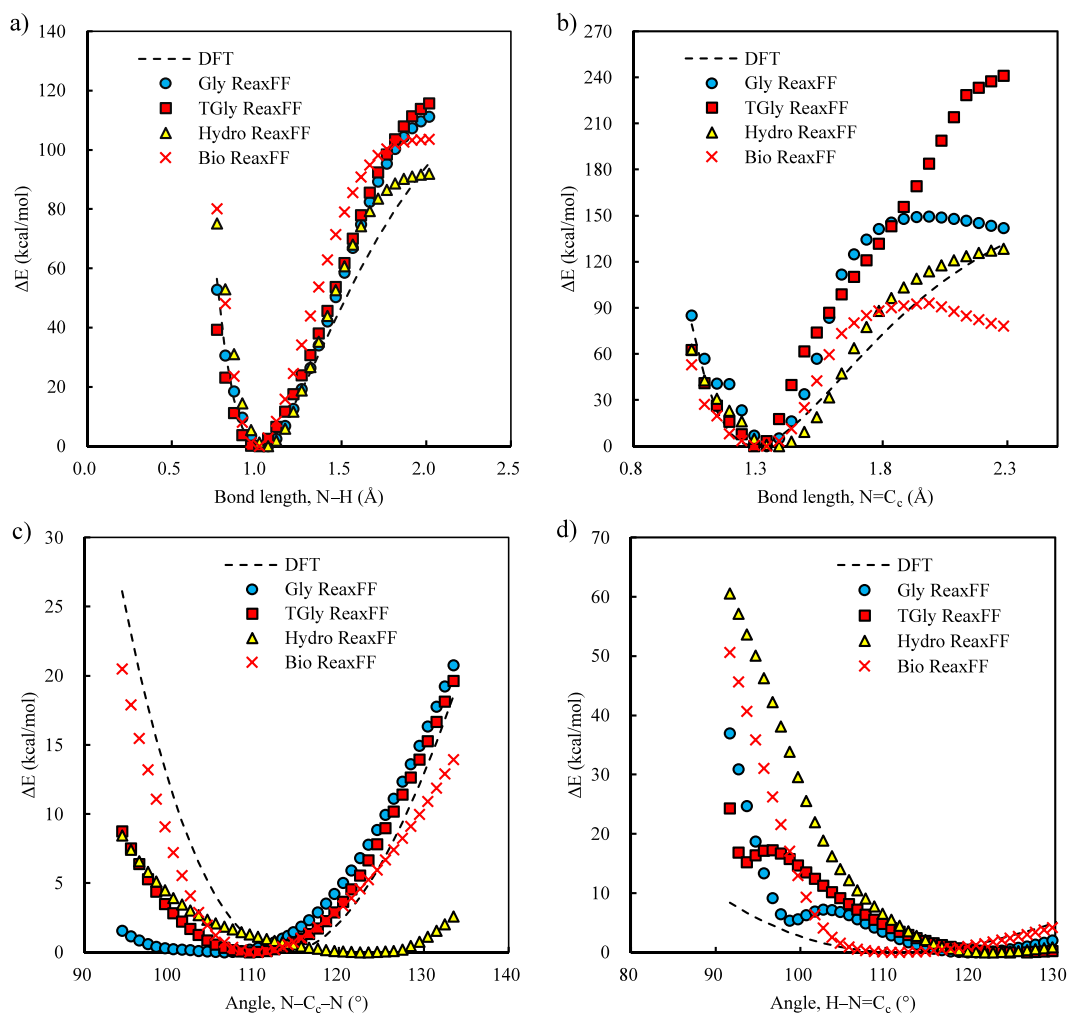 a)
ΔE (kcal/mol)
140
120
100
80
60
40
20
0
0.0 0.5 1.0 1.5 2.0 2.5
Bond length, N–H (Å)
DFT
Gly ReaxFF
TGly ReaxFF
Hydro ReaxFF
Bio ReaxFF
b)
ΔE (kcal/mol)
270
240
210
180
150
120
90
60
30
0
0.8 1.3 1.8 2.3
Bond length, N=Cc (Å)
DFT
Gly ReaxFF
TGly ReaxFF
Hydro ReaxFF
Bio ReaxFF
c)
ΔE (kcal/mol)
30
25
20
15
10
5
0
90 100 110 120 130 140
Angle, N–Cc–N (°)
DFT
Gly ReaxFF
TGly ReaxFF
Hydro ReaxFF
Bio ReaxFF
d)
ΔE (kcal/mol)
70
60
50
40
30
20
10
0
80 90 100 110 120 130
Angle, H–N=Cc (°)
DFT
Gly ReaxFF
TGly ReaxFF
Hydro ReaxFF
Bio ReaxFF